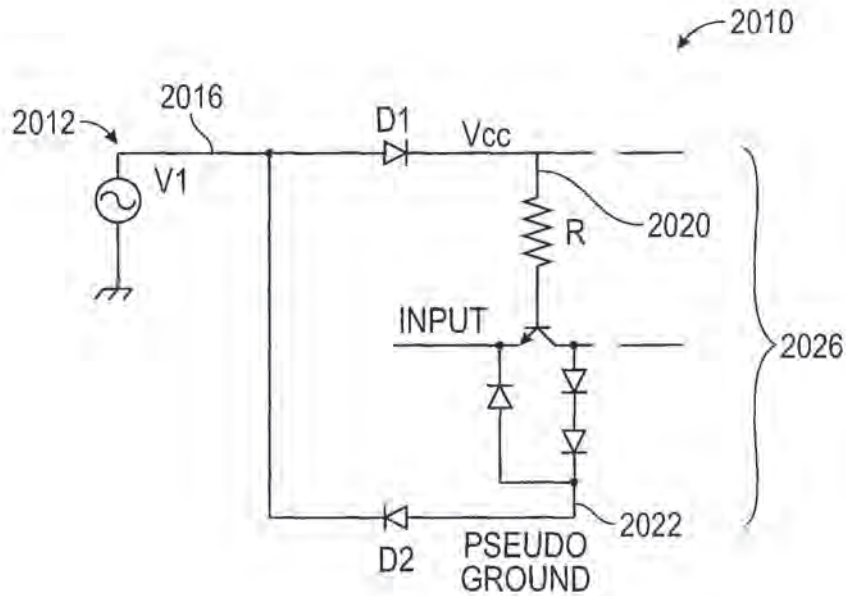 2010
2016
2012
D1
Vcc
V1
2020
R
INPUT
2026
2022
D2
PSEUDO
GROUND